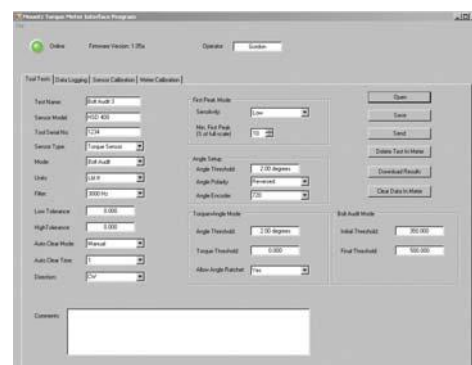 Mountz Torque Meter Interface Program
Online
Firmware Version: 1.05a
Operator
Gordon
Tool Tests
Data Logging
Sensor Calibration
Meter Calibration
Test Name:
Bolt Audit 3
Sensor Model:
Tool Serial No:
1234
Sensor Type:
Torque Sensor
Mode:
Bolt Audit
Units:
Filter:
3000 Hz
Low Tolerance
0.000
High Tolerance
0.000
Auto Clear Mode:
Manual
Auto Clear Time:
1
Direction:
CW
Comments:
First Peak Mode
Sensitivity:
Low
Min. First Peak
(% of full scale)
10
Angle Setup
Angle Threshold
2.00 degrees
Angle Polarity
Reversed
Angle Encoder
720
Torque/Angle Mode
Angle Threshold:
2.00 degrees
Torque Threshold:
0.000
Allow Angle Ratchet
Yes
Open
Save
Send
Delete Test In Meter
Download Results
Clear Data In Meter
Bolt Audit Mode
Initial Threshold:
350.000
Final Threshold:
500.000